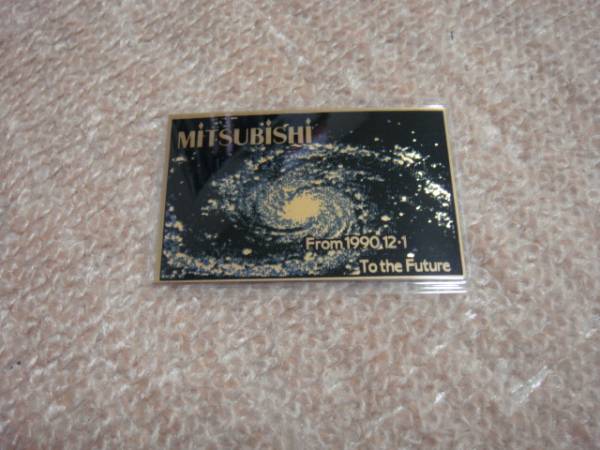 MiTSUBiSHi
From 1990.12・1
To the Future